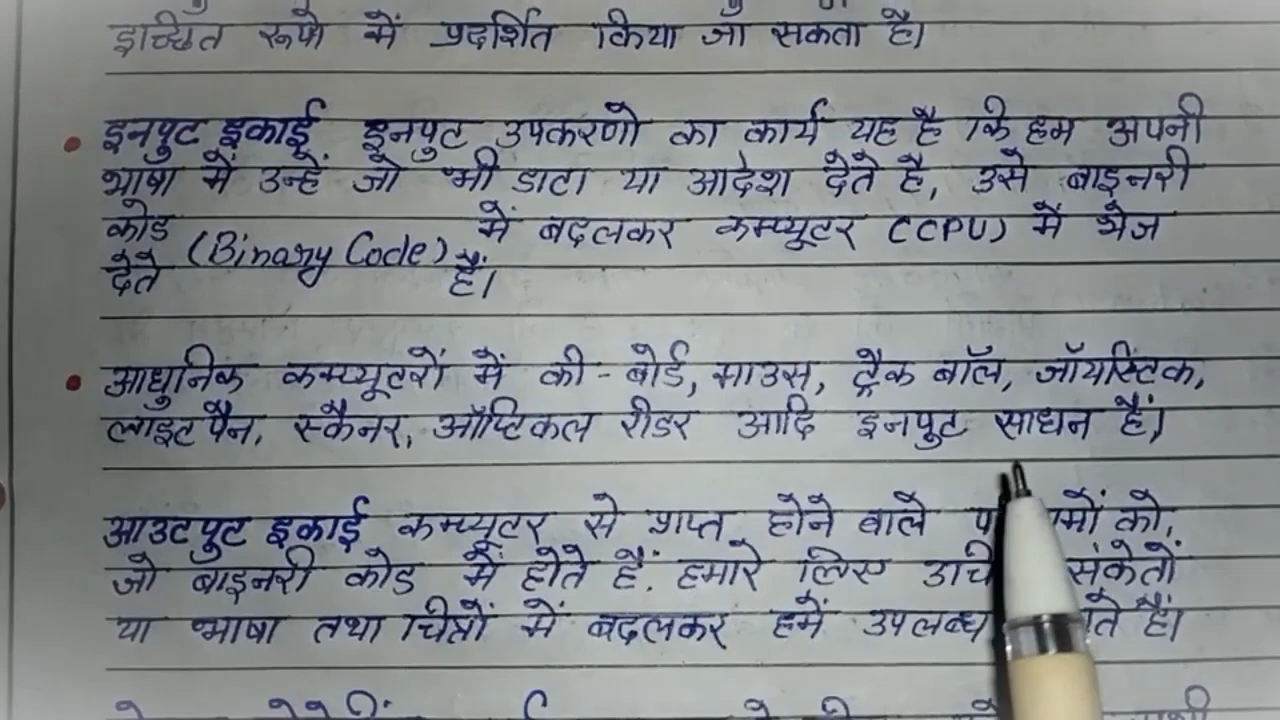 इच्छित रूपो में प्रदर्शित किया जा सकता है।
इनपुट इकाई इनपुट उपकरणो का कार्य यह है कि हम अपनी
भाषा में उन्हें जो भी डाटा या आदेश देते है, उसे बाइनरी
कोड (Binary Code) में बदलकर कम्प्यूटर (CPU) में भेज
देते हैं।
आधुनिक कम्प्यूटरों में की-बोर्ड, माउस, ट्रैक बॉल, जॉयस्टिक,
लाइट पैन, स्कैनर, ऑप्टिकल रीडर आदि इनपुट साधन हैं।
आउटपुट इकाई कम्प्यूटर से प्राप्त होने वाले को,
जो बाइनरी कोड में होते हैं. हमारे लिए संकेतों
या भाषा तथा चित्रों में बदलकर हमें उपलब्ध हैं।